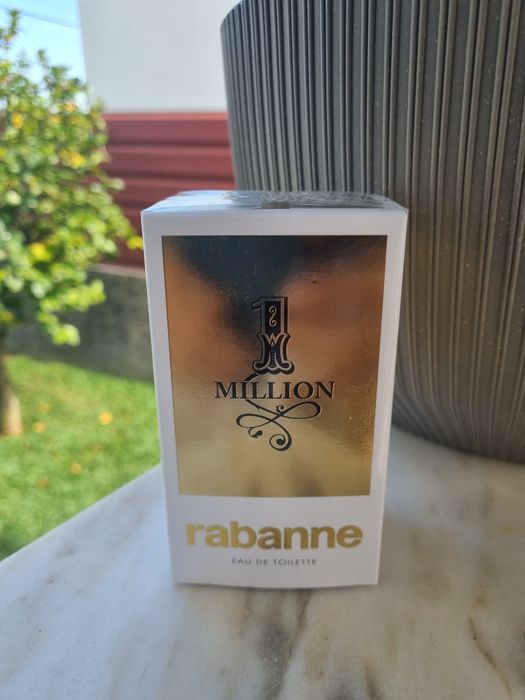 1
MILLION
rabanne
EAU DE TOILETTE